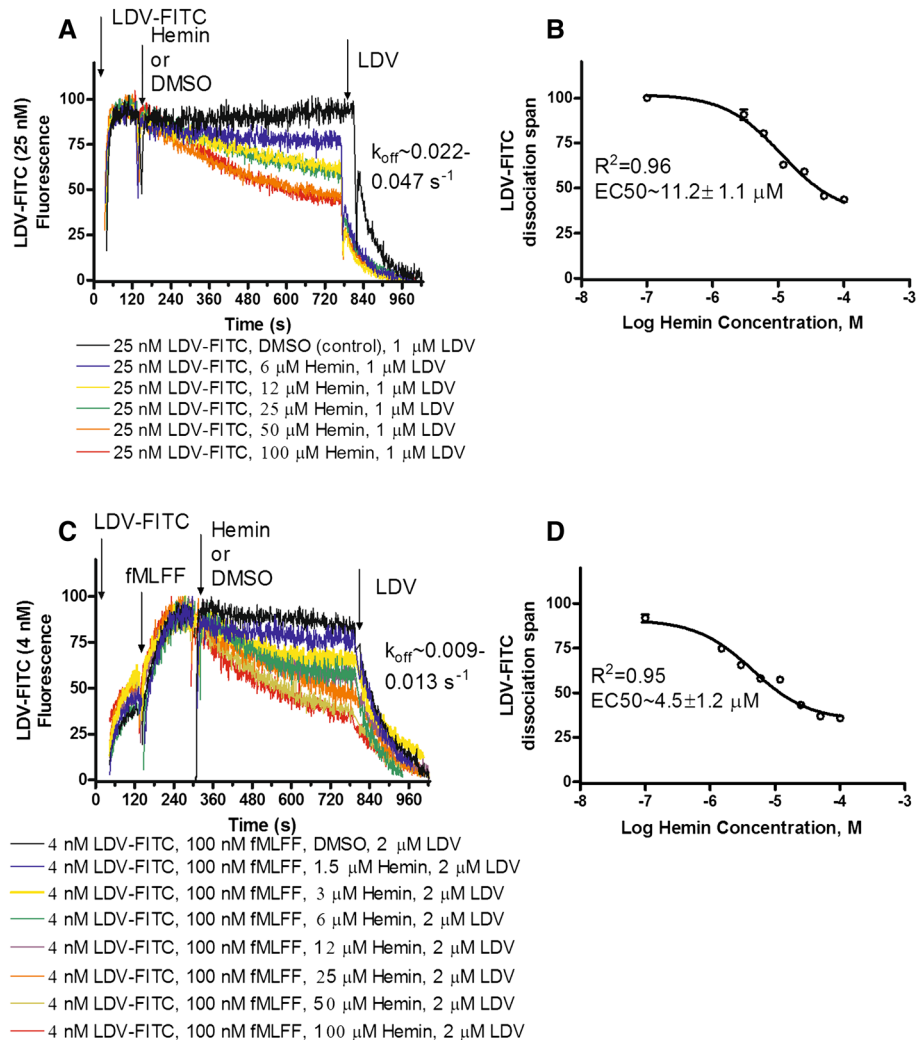 A
LDV-FITC
Hemin
or
DMSO
LDV
LDV-FITC (25 nM)
Fluorescence
100
75
50
25
0
koff~0.022-
0.047 s-1
0 120 240 360 480 600 720 840 960
Time (s)
25 nM LDV-FITC, DMSO (control), 1 μM LDV
25 nM LDV-FITC, 6 μM Hemin, 1 μM LDV
25 nM LDV-FITC, 12 μM Hemin, 1 μM LDV
25 nM LDV-FITC, 25 μM Hemin, 1 μM LDV
25 nM LDV-FITC, 50 μM Hemin, 1 μM LDV
25 nM LDV-FITC, 100 μM Hemin, 1 μM LDV
B
LDV-FITC
dissociation span
100
75
50
25
0
R2=0.96
EC50~11.2± 1.1 μM
-8 -7 -6 -5 -4 -3
Log Hemin Concentration, M
C
LDV-FITC
fMLFF
Hemin
or
DMSO
LDV
LDV-FITC (4 nM)
Fluorescence
100
75
50
25
0
koff~0.009-
0.013 s-1
0 120 240 360 480 600 720 840 960
Time (s)
4 nM LDV-FITC, 100 nM fMLFF, DMSO, 2 μM LDV
4 nM LDV-FITC, 100 nM fMLFF, 1.5 μM Hemin, 2 μM LDV
4 nM LDV-FITC, 100 nM fMLFF, 3 μM Hemin, 2 μM LDV
4 nM LDV-FITC, 100 nM fMLFF, 6 μM Hemin, 2 μM LDV
4 nM LDV-FITC, 100 nM fMLFF, 12 μM Hemin, 2 μM LDV
4 nM LDV-FITC, 100 nM fMLFF, 25 μM Hemin, 2 μM LDV
4 nM LDV-FITC, 100 nM fMLFF, 50 μM Hemin, 2 μM LDV
4 nM LDV-FITC, 100 nM fMLFF, 100 μM Hemin, 2 μM LDV
D
LDV-FITC
dissociation span
100
75
50
25
0
R2=0.95
EC50~4.5±1.2 μM
-8 -7 -6 -5 -4 -3
Log Hemin Concentration, M